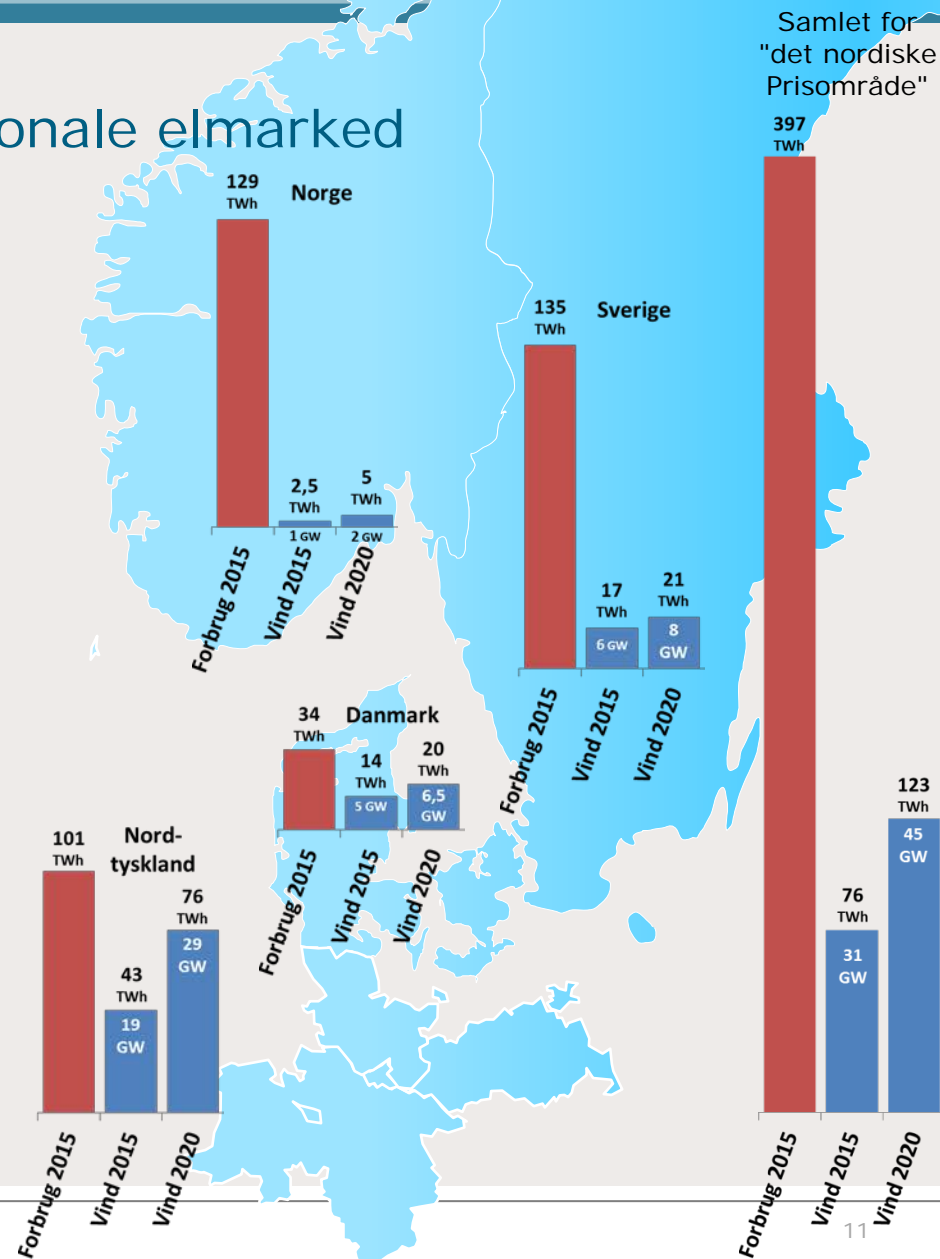 Samlet for
"det nordiske
Prisområde"
onale elmarked
129
TWh
Norge
2,5
TWh
1 GW
5
TWh
2 GW
Forbrug 2015
Vind 2015
Vind 2020
135
TWh
Sverige
17
TWh
6 GW
21
TWh
8
GW
Forbrug 2015
Vind 2015
Vind 2020
34
TWh
Danmark
14
TWh
5 GW
20
TWh
6,5
GW
Forbrug 2015
Vind 2015
Vind 2020
101
TWh
Nord-
tyskland
43
TWh
19
GW
76
TWh
29
GW
Forbrug 2015
Vind 2015
Vind 2020
397
TWh
76
TWh
31
GW
123
TWh
45
GW
Forbrug 2015
Vind 2015
Vind 2020
11